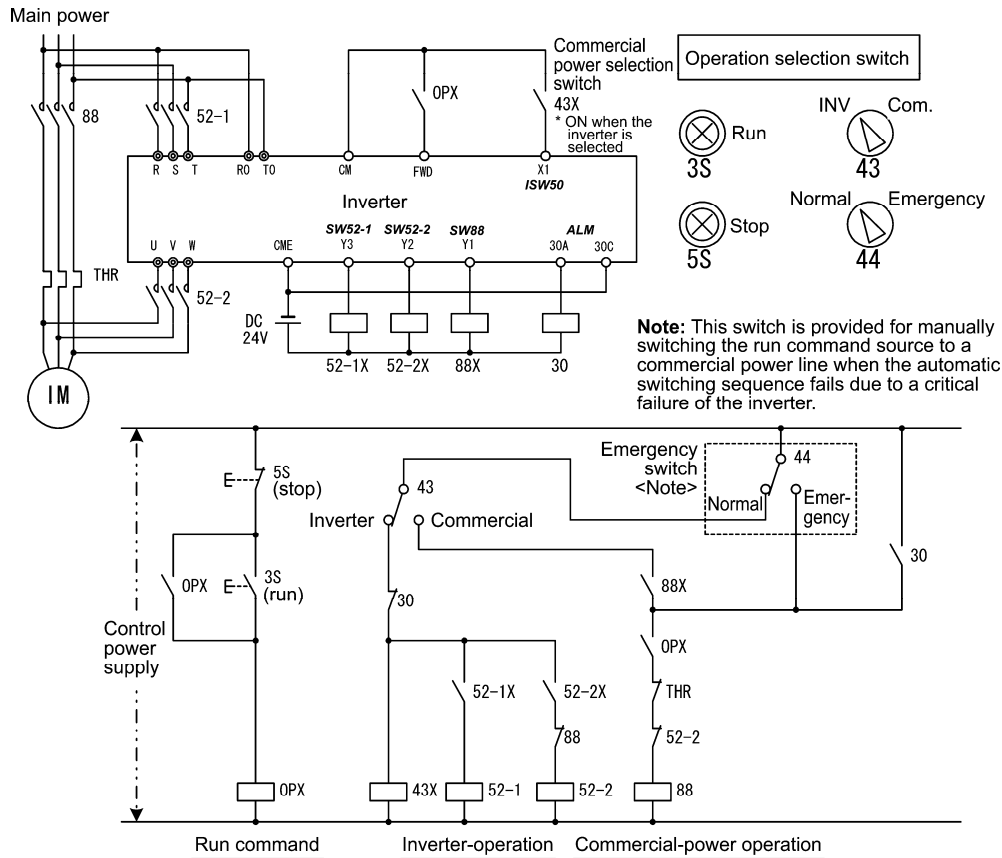 Main power
88
52-1
OPX
Commercial
power selection
switch
43X
* ON when the
inverter is
selected
Operation selection switch
Run
3S
INV
Com.
43
Stop
5S
Normal
Emergency
44
R
S
T
R0
T0
CM
FWD
X1
ISW50
Inverter
U
V
W
CME
SW52-1
Y3
SW52-2
Y2
SW88
Y1
ALM
30A
30C
THR
52-2
DC
24V
52-1X
52-2X
88X
30
IM
Note: This switch is provided for manually
switching the run command source to a
commercial power line when the automatic
switching sequence fails due to a critical
failure of the inverter.
5S
(stop)
43
Inverter
Commercial
Emergency
switch
<Note>
44
Normal
Emer-
gency
OPX
3S
(run)
30
88X
30
Control
power
supply
OPX
52-1X
52-2X
THR
88
52-2
OPX
43X
52-1
52-2
88
Run command
Inverter-operation
Commercial-power operation